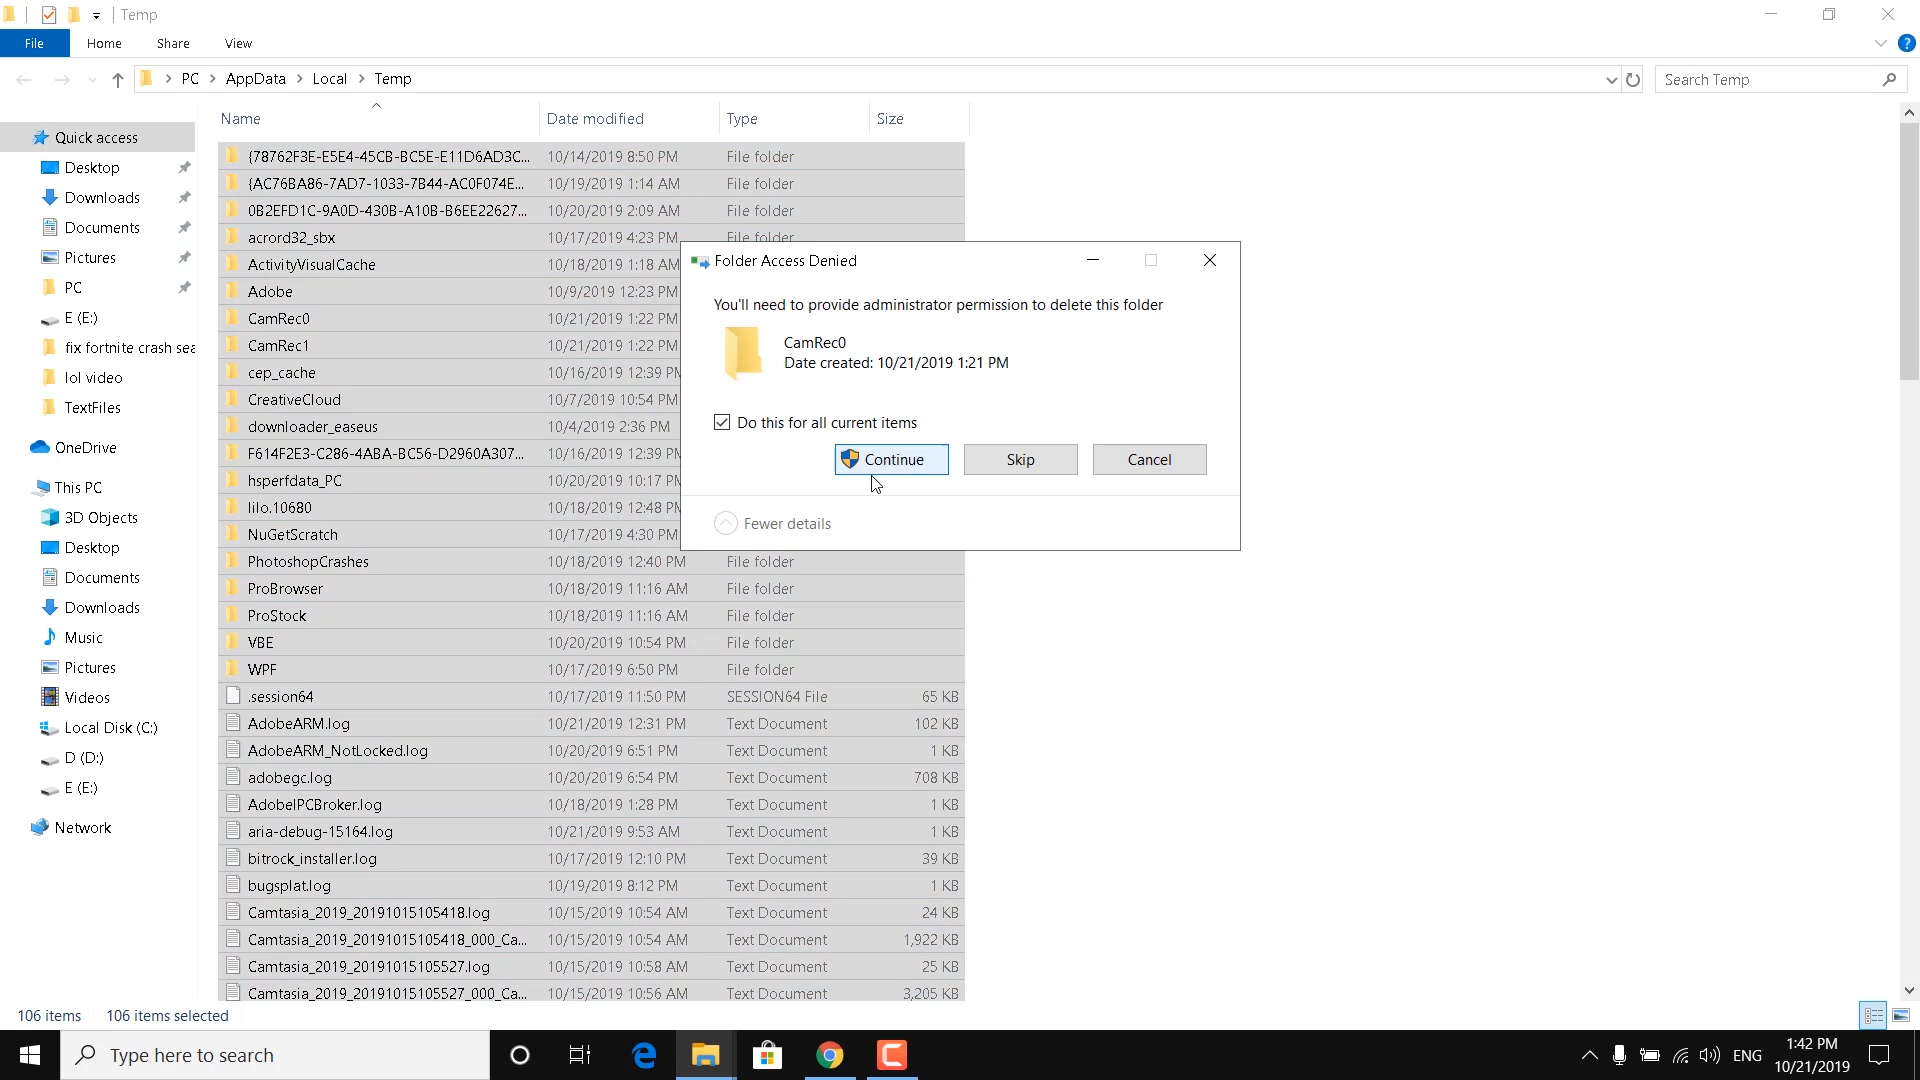 Temp
File Home Share View
PC > AppData > Local > Temp
Search Temp
Name Date modified Type Size
Quick access
Desktop
Downloads
Documents
Pictures
PC
E (E:)
fix fortnite crash sea
lol video
TextFiles
OneDrive
This PC
3D Objects
Desktop
Documents
Downloads
Music
Pictures
Videos
Local Disk (C:)
D (D:)
E (E:)
Network
{78762F3E-E5E4-45CB-BC5E-E11D6AD3C... 10/14/2019 8:50 PM File folder
{AC76BA86-7AD7-1033-7B44-AC0F074E... 10/19/2019 1:14 AM File folder
0B2EFD1C-9A0D-430B-A10B-B6EE22627... 10/20/2019 2:09 AM File folder
acrord32_sbx 10/17/2019 4:23 PM File folder
ActivityVisualCache 10/18/2019 1:18 AM
Adobe 10/9/2019 12:23 PM
CamRec0 10/21/2019 1:22 PM
CamRec1 10/21/2019 1:22 PM
cep_cache 10/16/2019 12:39 PM
CreativeCloud 10/7/2019 10:54 PM
downloader_easeus 10/4/2019 2:36 PM
F614F2E3-C286-4ABA-BC56-D2960A307... 10/16/2019 12:39 PM
hsperfdata_PC 10/20/2019 10:17 PM
lilo.10680 10/18/2019 12:48 PM
NuGetScratch 10/17/2019 4:30 PM
PhotoshopCrashes 10/18/2019 12:40 PM File folder
ProBrowser 10/18/2019 11:16 AM File folder
ProStock 10/18/2019 11:16 AM File folder
VBE 10/20/2019 10:54 PM File folder
WPF 10/17/2019 6:50 PM File folder
.session64 10/17/2019 11:50 PM SESSION64 File 65 KB
AdobeARM.log 10/21/2019 12:31 PM Text Document 102 KB
AdobeARM_NotLocked.log 10/20/2019 6:51 PM Text Document 1 KB
adobegc.log 10/20/2019 6:54 PM Text Document 708 KB
AdobeIPCBroker.log 10/18/2019 1:28 PM Text Document 1 KB
aria-debug-15164.log 10/21/2019 9:53 AM Text Document 1 KB
bitrock_installer.log 10/17/2019 12:10 PM Text Document 39 KB
bugsplat.log 10/19/2019 8:12 PM Text Document 1 KB
Camtasia_2019_20191015105418.log 10/15/2019 10:54 AM Text Document 24 KB
Camtasia_2019_20191015105418_000_Ca... 10/15/2019 10:54 AM Text Document 1,922 KB
Camtasia_2019_20191015105527.log 10/15/2019 10:58 AM Text Document 25 KB
Camtasia_2019_20191015105527_000_Ca... 10/15/2019 10:56 AM Text Document 3,205 KB
Folder Access Denied
You'll need to provide administrator permission to delete this folder
CamRec0
Date created: 10/21/2019 1:21 PM
Do this for all current items
Continue Skip Cancel
Fewer details
106 items 106 items selected
Type here to search
ENG
1:42 PM
10/21/2019